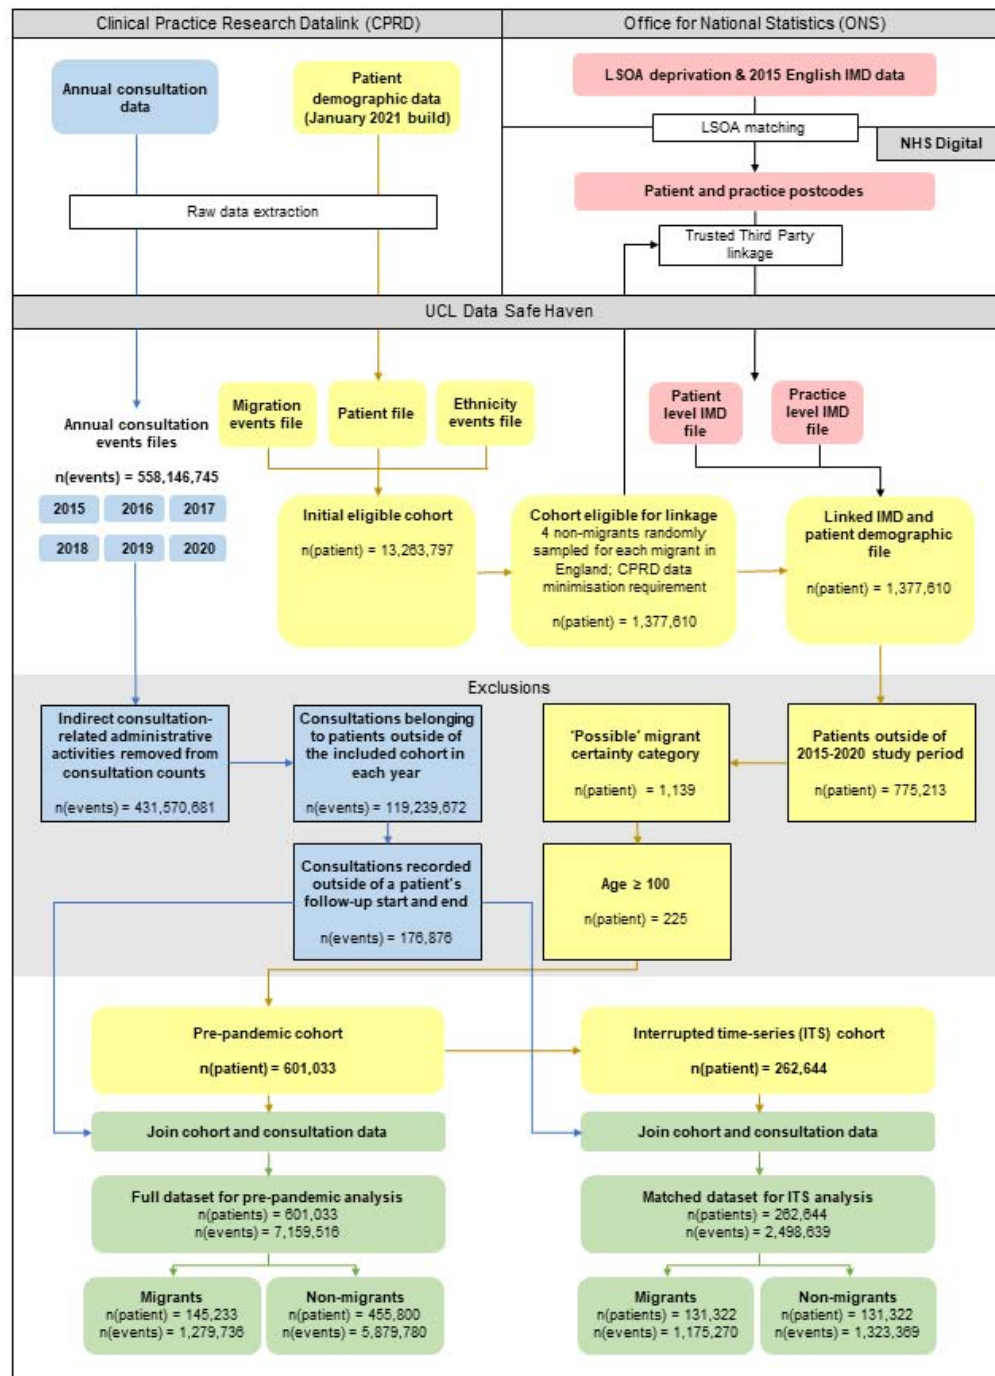 Clinical Practice Research Datalink (CPRD)
Office for National Statistics (ONS)
Annual consultation
data
Patient
demographic data
(January 2021 build)
LSOA deprivation & 2015 English IMD data
LSOA matching
NHS Digital
Patient and practice postcodes
Raw data extraction
Trusted Third Party
linkage
UCL Data Safe Haven
Annual consultation
events files
n(events) = 558,146,745
2015
2016
2017
2018
2019
2020
Migration
events file
Patient file
Ethnicity
events file
Patient
level IMD
file
Practice
level IMD
file
Initial eligible cohort
n(patient) = 13,263,797
Cohort eligible for linkage
4 non-migrants randomly
sampled for each migrant in
England; CPRD data
minimisation requirement
n(patient) = 1,377,610
Linked IMD and
patient demographic
file
n(patient) = 1,377,610
Exclusions
Indirect consultation-
related administrative
activities removed from
consultation counts
n(events) = 431,570,681
Consultations belonging
to patients outside of
the included cohort in
each year
n(events) = 119,239,672
'Possible' migrant
certainty category
n(patient) = 1,139
Patients outside of
2015-2020 study period
n(patient) = 775,213
Consultations recorded
outside of a patient's
follow-up start and end
n(events) = 176,876
Age ≥ 100
n(patient) = 225
Pre-pandemic cohort
n(patient) = 601,033
Interrupted time-series (ITS) cohort
n(patient) = 262,644
Join cohort and consultation data
Join cohort and consultation data
Full dataset for pre-pandemic analysis
n(patients) = 601,033
n(events) = 7,159,516
Matched dataset for ITS analysis
n(patients) = 262,644
n(events) = 2,498,639
Migrants
n(patient) = 145,233
n(events) = 1,279,736
Non-migrants
n(patient) = 455,800
n(events) = 5,879,780
Migrants
n(patient) = 131,322
n(events) = 1,175,270
Non-migrants
n(patient) = 131,322
n(events) = 1,323,369